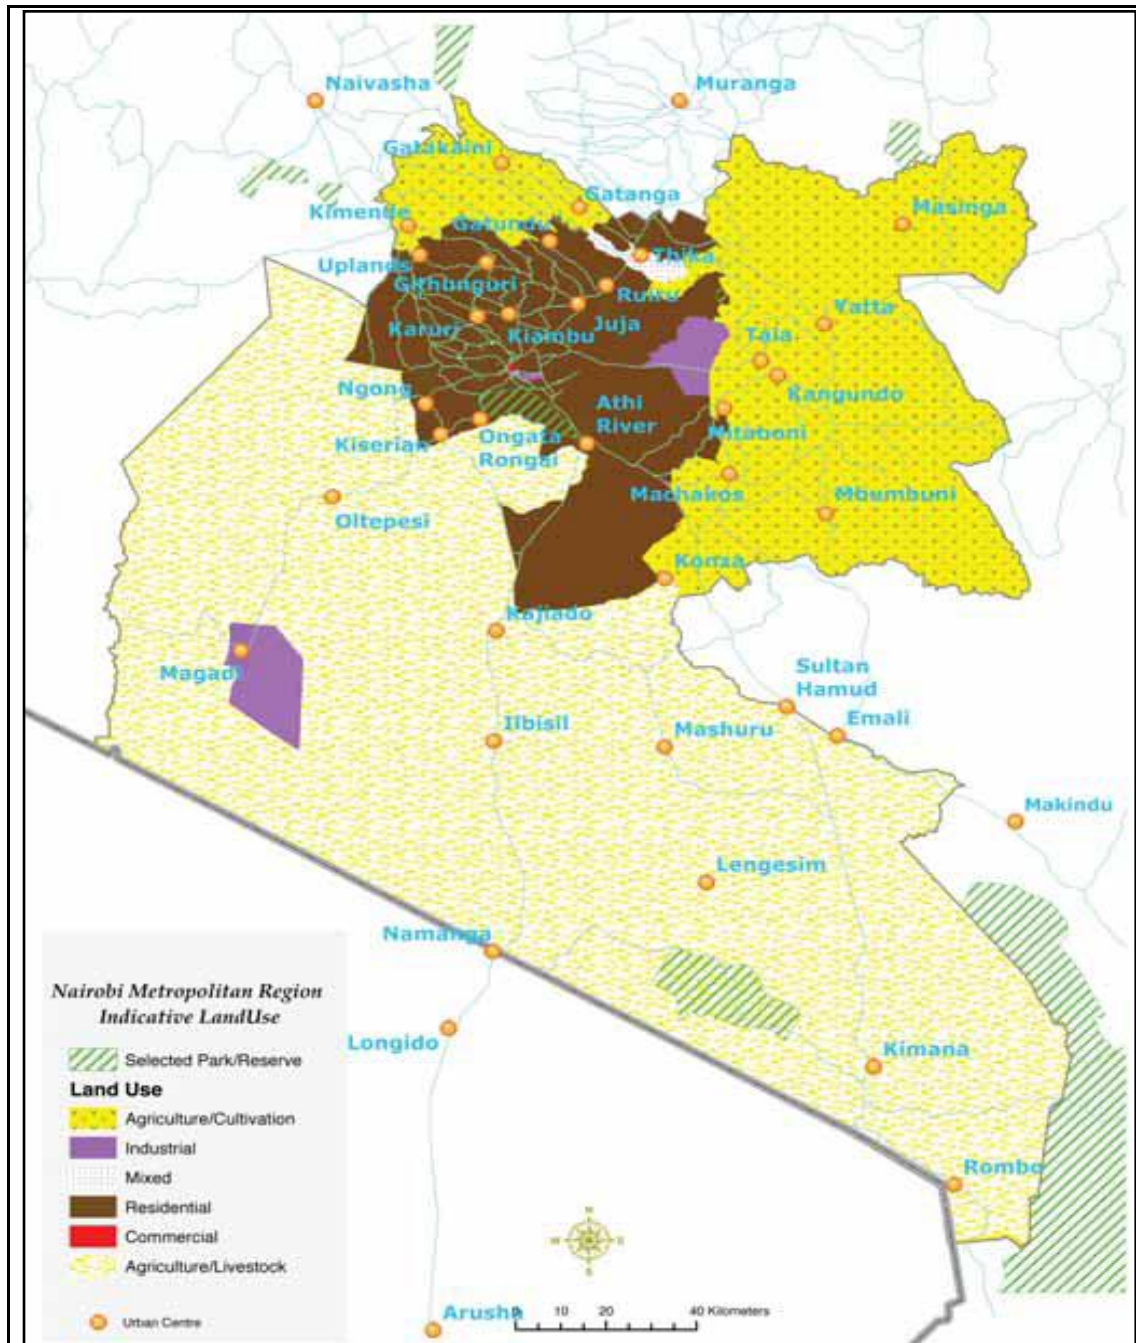 Naivasha
Muranga
Gatakaini
Gatanga
Masinga
Kimende
Gatundu
Thika
Uplands
Githunguri
Ruiru
Yatta
Karuri
Kiambu
Juja
Tala
Ngong
Athi
River
Kangundo
Kiserian
Ongata
Rongai
Mitaboni
Machakos
Mbumbuni
Oltepesi
Konza
Kajiado
Magadi
Sultan
Hamud
Ilbisil
Mashuru
Emali
Makindu
Lengesim
Namanga
Longido
Kimana
Rombo
Arusha
Nairobi Metropolitan Region
Indicative LandUse
Selected Park/Reserve
Land Use
Agriculture/Cultivation
Industrial
Mixed
Residential
Commercial
Agriculture/Livestock
Urban Centre
N
W
E
S
0 10 20 40 Kilometers